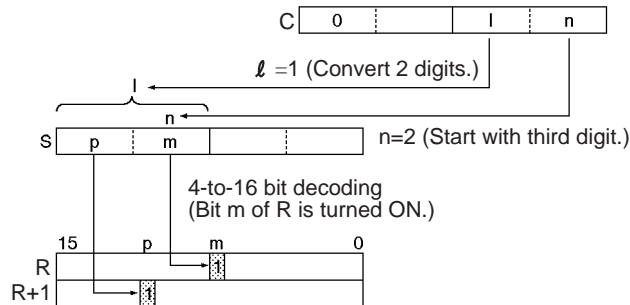 C 0 l n
ℓ =1 (Convert 2 digits.)
l
n
n=2 (Start with third digit.)
S p m
4-to-16 bit decoding
(Bit m of R is turned ON.)
15 p m 0
R 1
R+1 1